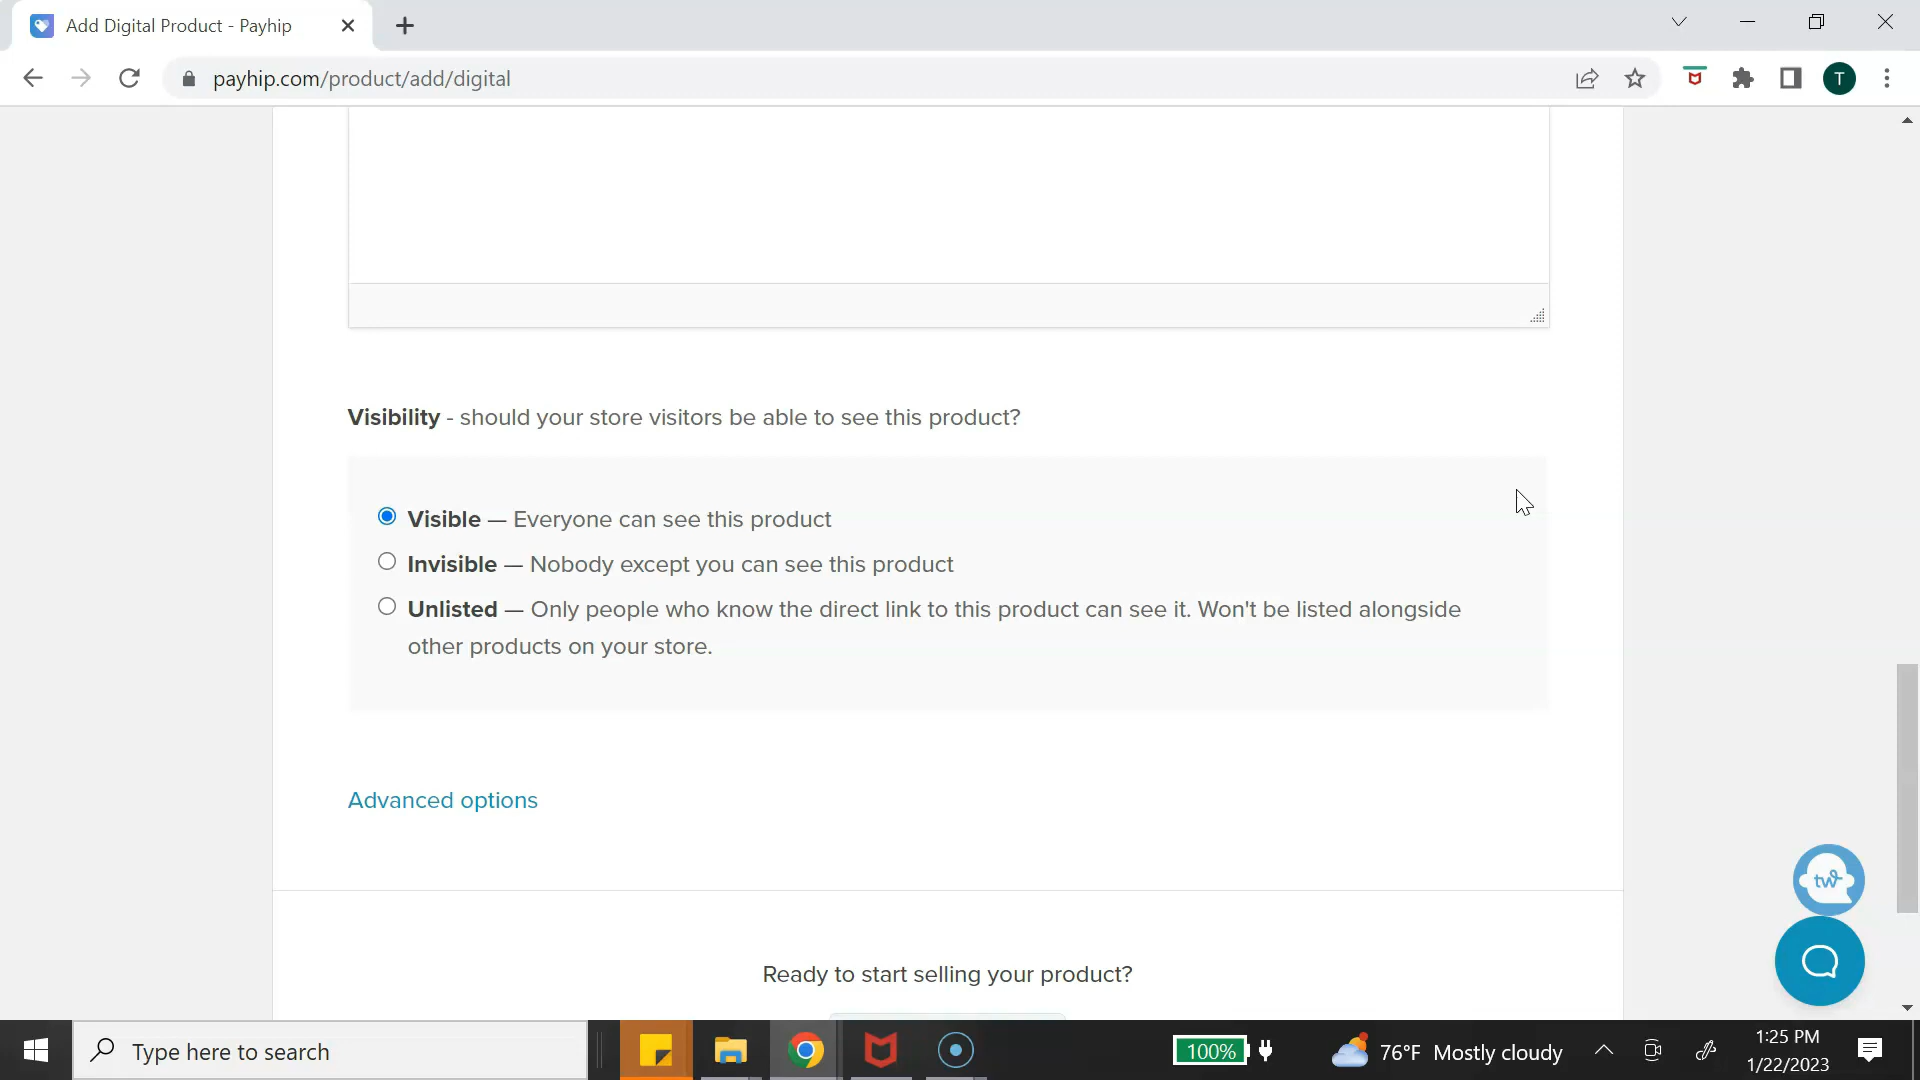 Add Digital Product - Payhip
payhip.com/product/add/digital
T
Visibility - should your store visitors be able to see this product?
Visible — Everyone can see this product
Invisible — Nobody except you can see this product
Unlisted — Only people who know the direct link to this product can see it. Won't be listed alongside
other products on your store.
Advanced options
tw
Ready to start selling your product?
Type here to search
100%
76°F Mostly cloudy
1:25 PM
1/22/2023